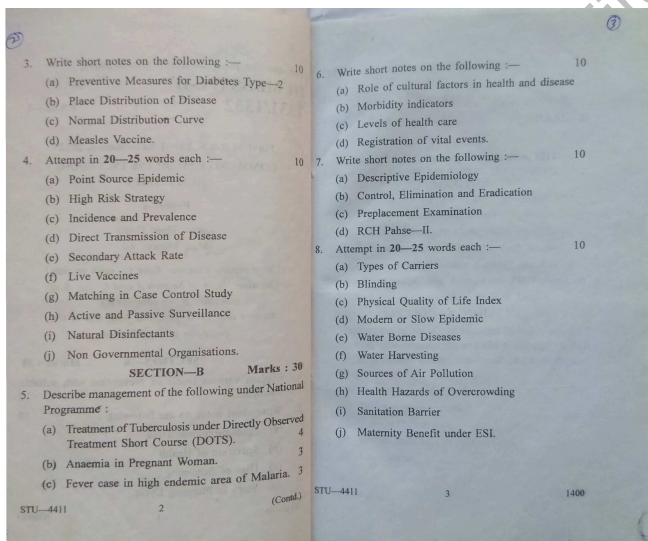 23
3. Write short notes on the following :— 10
(a) Preventive Measures for Diabetes Type—2
(b) Place Distribution of Disease
(c) Normal Distribution Curve
(d) Measles Vaccine.
4. Attempt in 20—25 words each :— 10
(a) Point Source Epidemic
(b) High Risk Strategy
(c) Incidence and Prevalence
(d) Direct Transmission of Disease
(e) Secondary Attack Rate
(f) Live Vaccines
(g) Matching in Case Control Study
(h) Active and Passive Surveillance
(i) Natural Disinfectants
(j) Non Governmental Organisations.
SECTION—B Marks : 30
5. Describe management of the following under National
Programme :
(a) Treatment of Tuberculosis under Directly Observed
Treatment Short Course (DOTS). 4
(b) Anaemia in Pregnant Woman. 3
(c) Fever case in high endemic area of Malaria. 3
(Contd.)
STU—4411 2
3
6. Write short notes on the following :— 10
(a) Role of cultural factors in health and disease
(b) Morbidity indicators
(c) Levels of health care
(d) Registration of vital events.
7. Write short notes on the following :— 10
(a) Descriptive Epidemiology
(b) Control, Elimination and Eradication
(c) Preplacement Examination
(d) RCH Pahse—II.
8. Attempt in 20—25 words each :— 10
(a) Types of Carriers
(b) Blinding
(c) Physical Quality of Life Index
(d) Modern or Slow Epidemic
(e) Water Borne Diseases
(f) Water Harvesting
(g) Sources of Air Pollution
(h) Health Hazards of Overcrowding
(i) Sanitation Barrier
(j) Maternity Benefit under ESI.
STU—4411 3 1400